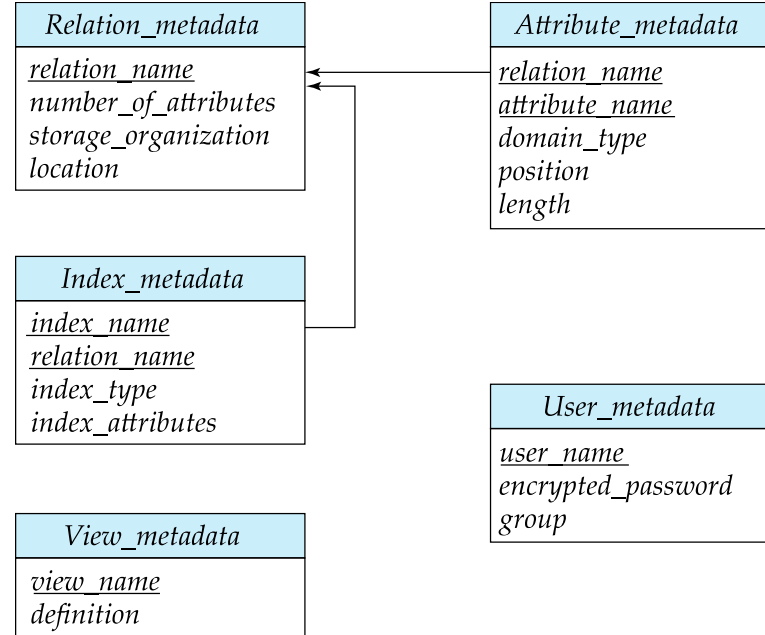 Relation_metadata
relation_name
number_of_attributes
storage_organization
location
Attribute_metadata
relation_name
attribute_name
domain_type
position
length
Index_metadata
index_name
relation_name
index_type
index_attributes
User_metadata
user_name
encrypted_password
group
View_metadata
view_name
definition